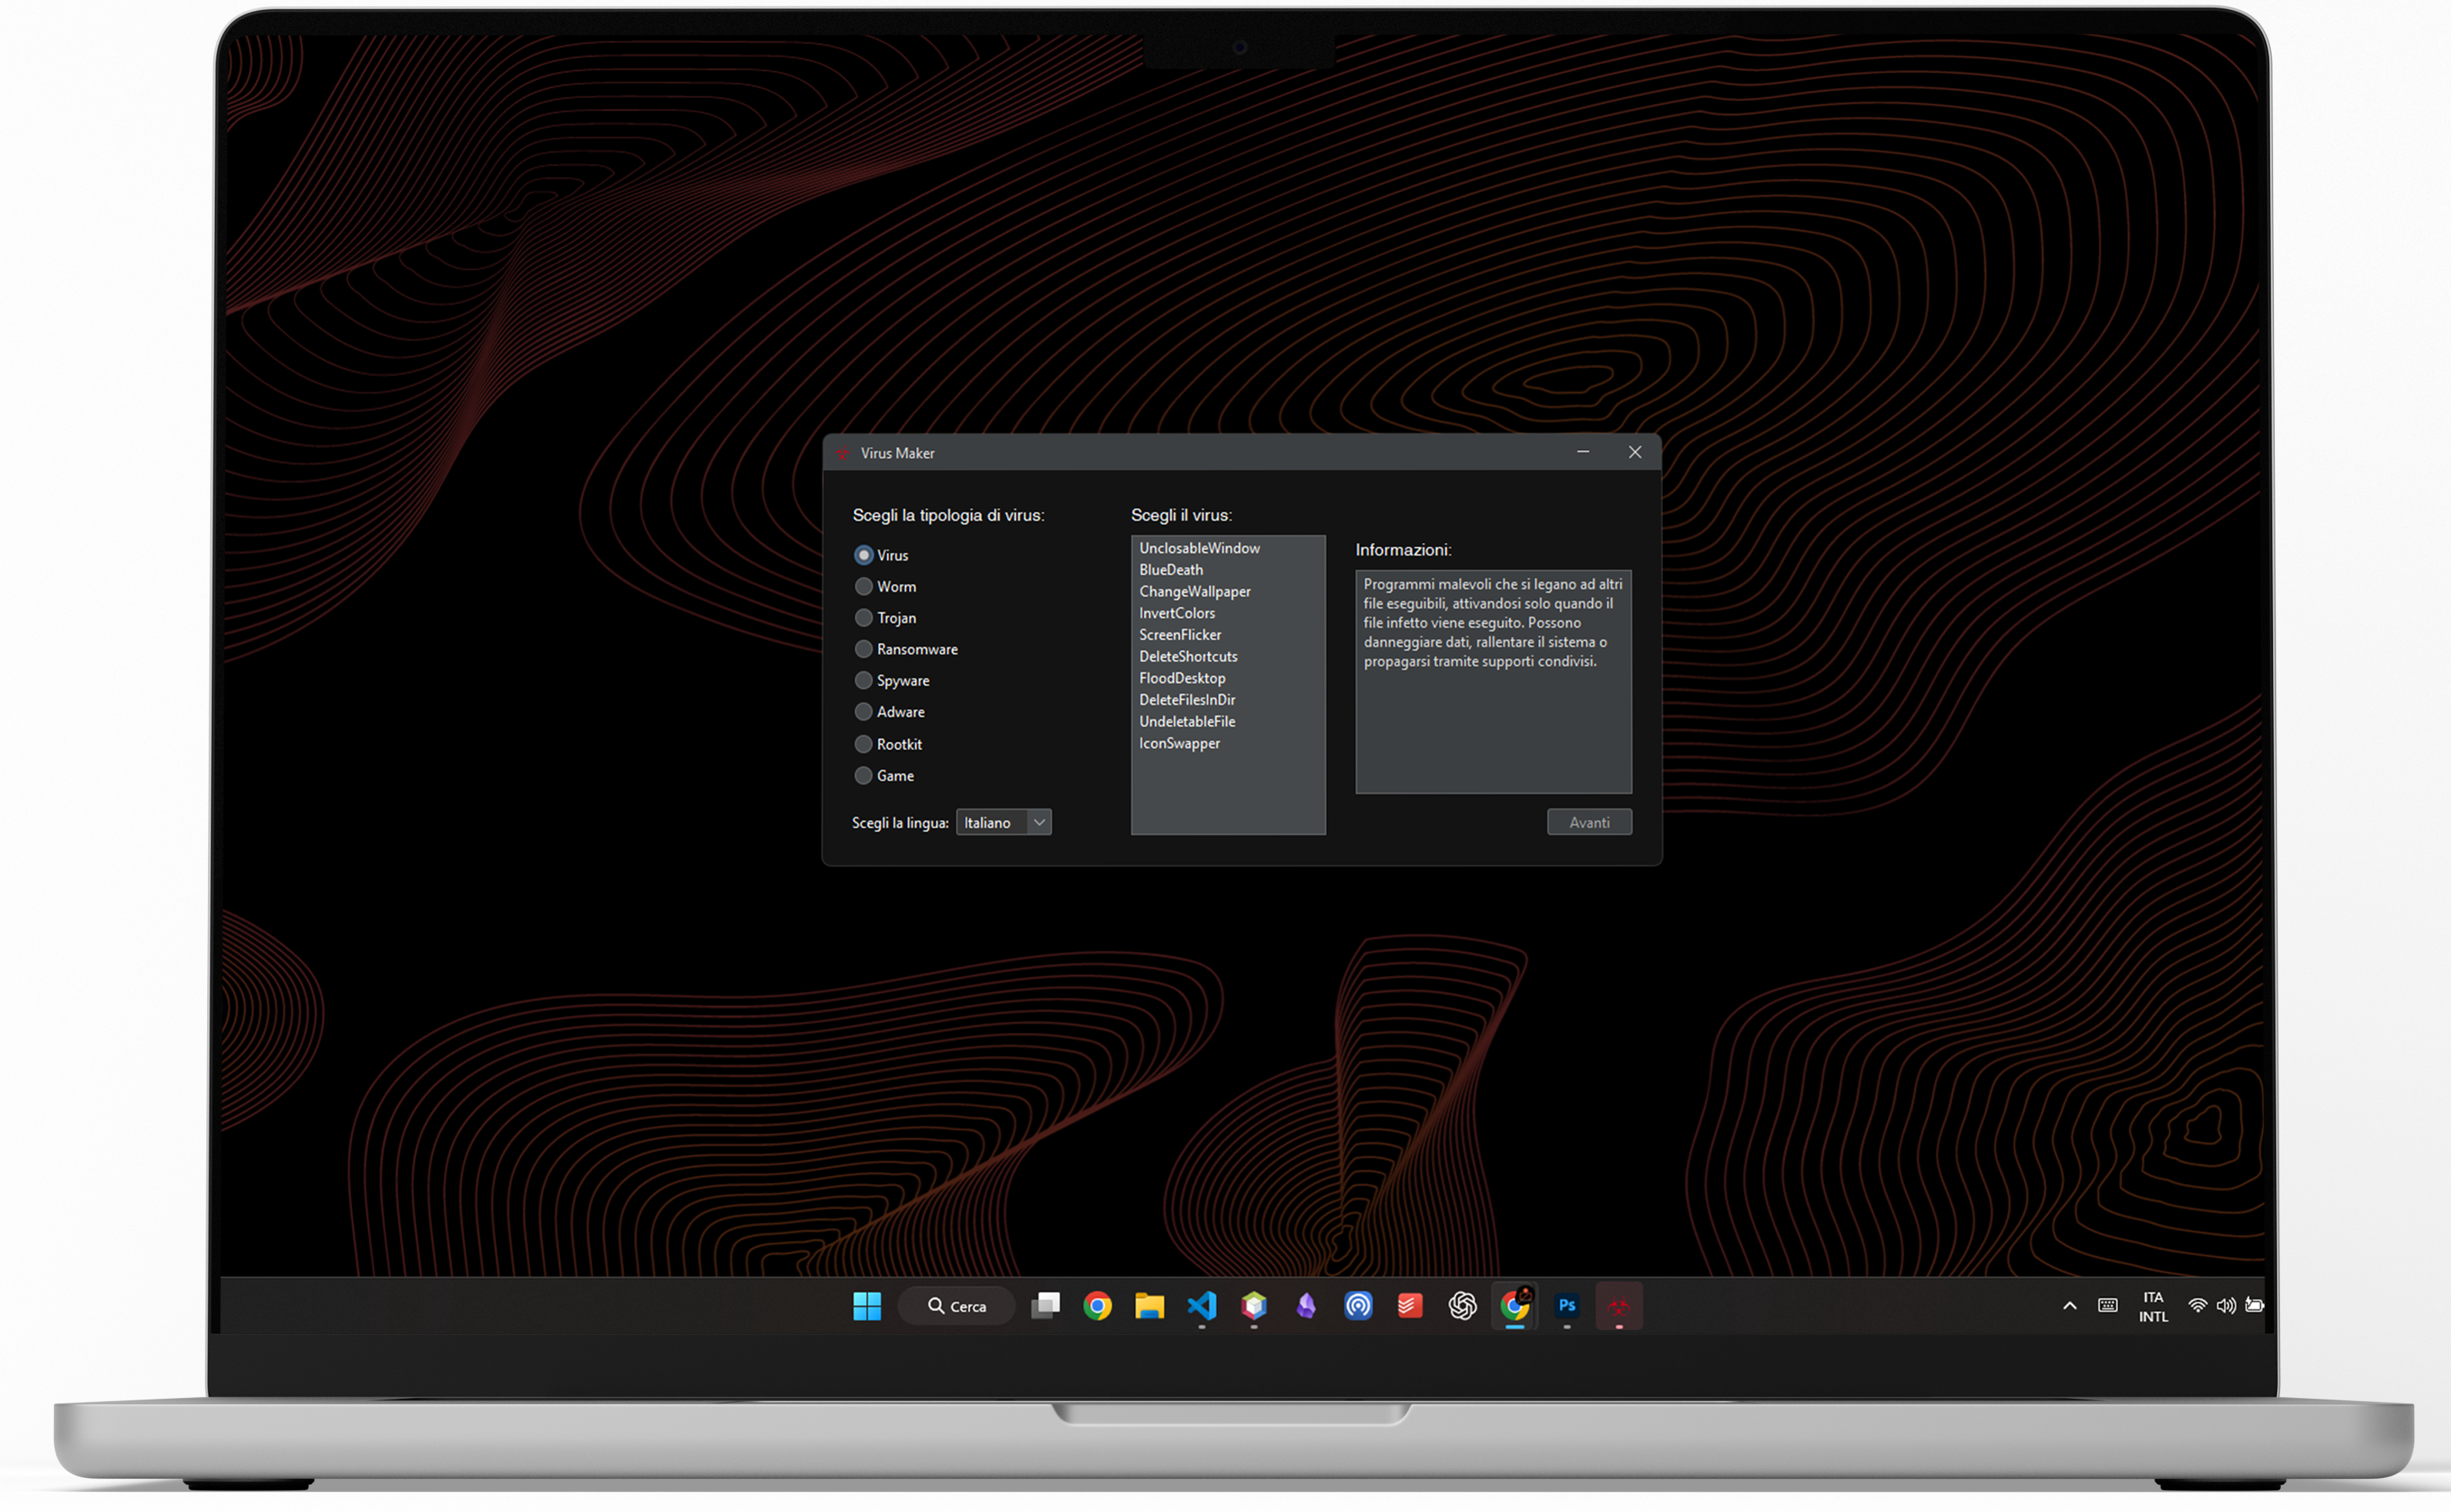 Virus Maker
Scegli la tipologia di virus:
Virus
Worm
Trojan
Ransomware
Spyware
Adware
Rootkit
Game
Scegli la lingua: Italiano
Scegli il virus:
UnclosableWindow
BlueDeath
ChangeWallpaper
InvertColors
ScreenFlicker
DeleteShortcuts
FloodDesktop
DeleteFilesInDir
UndeletableFile
IconSwapper
Informazioni:
Programmi malevoli che si legano ad altri
file eseguibili, attivandosi solo quando il
file infetto viene eseguito. Possono
danneggiare dati, rallentare il sistema o
propagarsi tramite supporti condivisi.
Avanti
Cerca
Ps
ITA
INTL